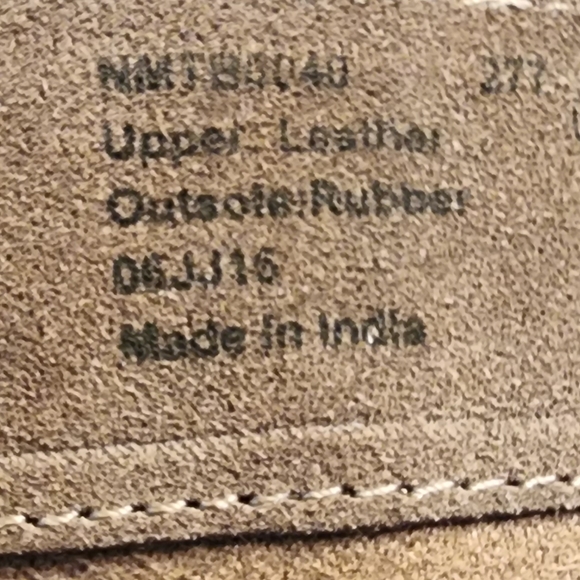 Upper: Leather
Outsole:Rubber
06JJ16
Made in India